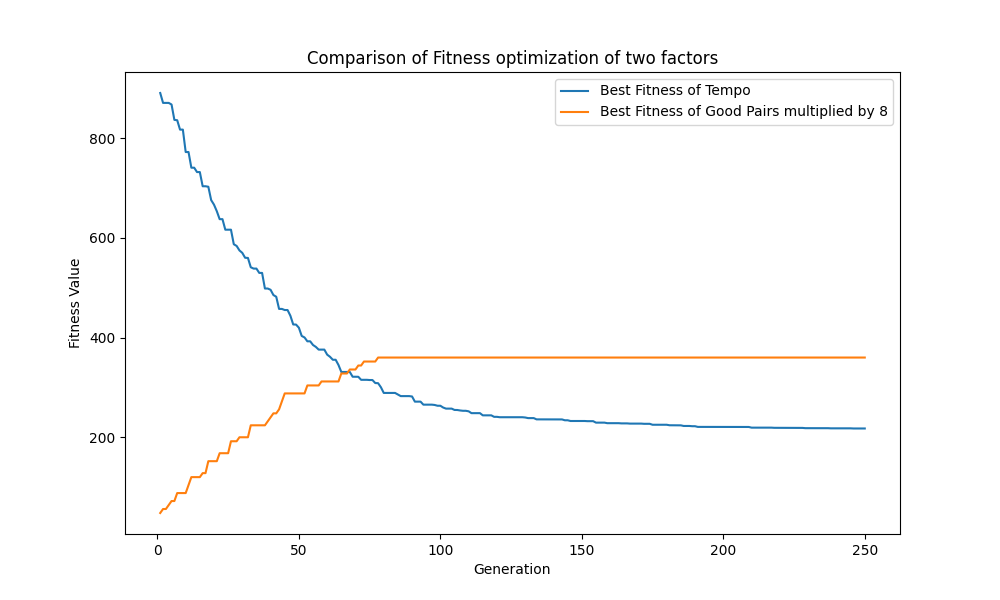 Comparison of Fitness optimization of two factors
Best Fitness of Tempo
Best Fitness of Good Pairs multiplied by 8
Fitness Value
800
600
400
200
0 50 100 150 200 250
Generation